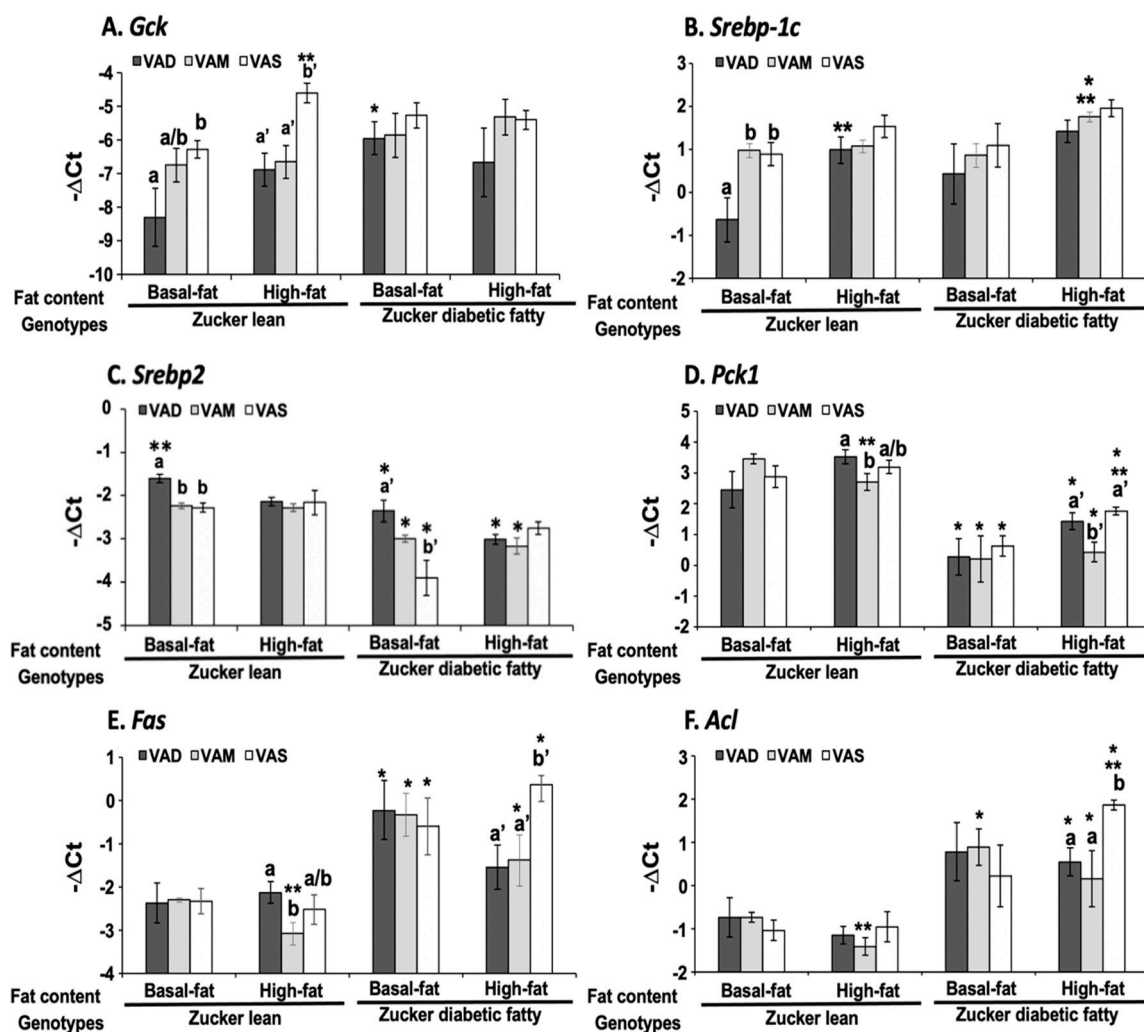 A. Gck
VAD VAM VAS
-4
-5
-6
-7
-8
-9
-10
-ΔCt
a
a/b
b
a’
a’
**
b’
*
Basal-fat High-fat Basal-fat High-fat
Fat content
Genotypes
Zucker lean Zucker diabetic fatty
B. Srebp-1c
VAD VAM VAS
3
2
1
0
-1
-2
-ΔCt
a
b
b
**
*
**
Basal-fat High-fat Basal-fat High-fat
Fat content
Genotypes
Zucker lean Zucker diabetic fatty
C. Srebp2
VAD VAM VAS
0
-1
-2
-3
-4
-5
-ΔCt
**
a
b
b
*
a’
*
*
b’
*
*
Basal-fat High-fat Basal-fat High-fat
Fat content
Genotypes
Zucker lean Zucker diabetic fatty
D. Pck1
VAD VAM VAS
5
4
3
2
1
0
-1
-2
-ΔCt
a
**
b
a/b
*
*
*
*
a’
*
b’
*
**
a’
Basal-fat High-fat Basal-fat High-fat
Fat content
Genotypes
Zucker lean Zucker diabetic fatty
E. Fas
VAD VAM VAS
1
0
-1
-2
-3
-4
-ΔCt
a
**
b
a/b
*
*
*
a’
*
a’
*
b’
Basal-fat High-fat Basal-fat High-fat
Fat content
Genotypes
Zucker lean Zucker diabetic fatty
F. Acl
VAD VAM VAS
3
2
1
0
-1
-2
-ΔCt
**
*
*
a
*
a
*
**
b
Basal-fat High-fat Basal-fat High-fat
Fat content
Genotypes
Zucker lean Zucker diabetic fatty